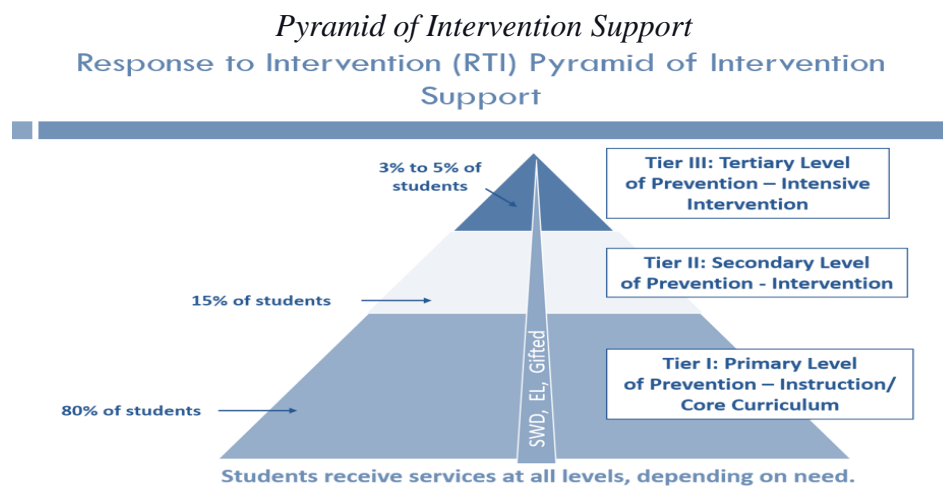 Pyramid of Intervention Support
Response to Intervention (RTI) Pyramid of Intervention
Support
3% to 5% of
students
Tier III: Tertiary Level
of Prevention – Intensive
Intervention
15% of students
Tier II: Secondary Level
of Prevention - Intervention
80% of students
Tier I: Primary Level
of Prevention – Instruction/
Core Curriculum
SWD, EL, Gifted
Students receive services at all levels, depending on need.